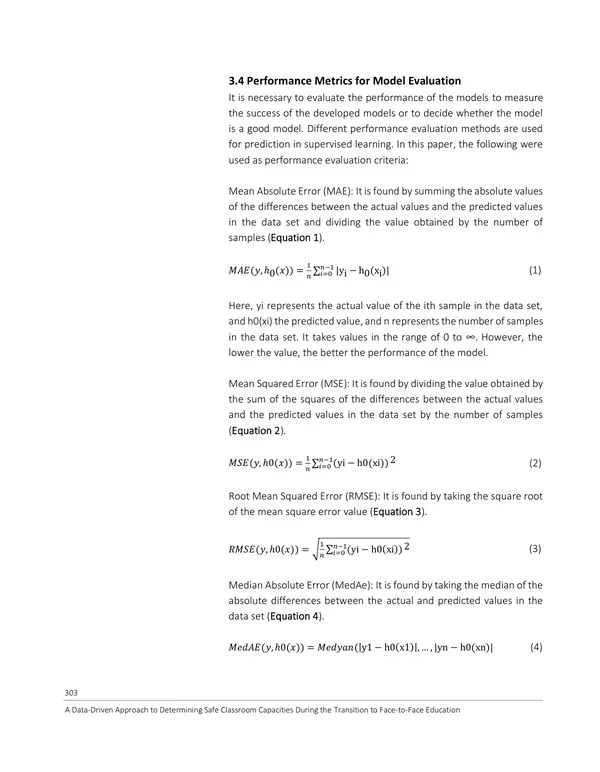 3.4 Performance Metrics for Model Evaluation
It is necessary to evaluate the performance of the models to measure
the success of the developed models or to decide whether the model
is a good model. Different performance evaluation methods are used
for prediction in supervised learning. In this paper, the following were
used as performance evaluation criteria:
Mean Absolute Error (MAE): It is found by summing the absolute values
of the differences between the actual values and the predicted values
in the data set and dividing the value obtained by the number of
samples (Equation 1).
MAE(y, h₀(x)) = 1/n ∑ᵢ₌₀ⁿ⁻¹ |yᵢ − h₀(xᵢ)| (1)
Here, yi represents the actual value of the ith sample in the data set,
and h0(xi) the predicted value, and n represents the number of samples
in the data set. It takes values in the range of 0 to ∞. However, the
lower the value, the better the performance of the model.
Mean Squared Error (MSE): It is found by dividing the value obtained by
the sum of the squares of the differences between the actual values
and the predicted values in the data set by the number of samples
(Equation 2).
MSE(y, h0(x)) = 1/n ∑ᵢ₌₀ⁿ⁻¹(yi − h0(xi)) ² (2)
Root Mean Squared Error (RMSE): It is found by taking the square root
of the mean square error value (Equation 3).
RMSE(y, h0(x)) = √(1/n ∑ᵢ₌₀ⁿ⁻¹(yi − h0(xi)) ²) (3)
Median Absolute Error (MedAe): It is found by taking the median of the
absolute differences between the actual and predicted values in the
data set (Equation 4).
MedAE(y, h0(x)) = Medyan(|y1 − h0(x1)|, … , |yn − h0(xn)| (4)
303
A Data-Driven Approach to Determining Safe Classroom Capacities During the Transition to Face-to-Face Education